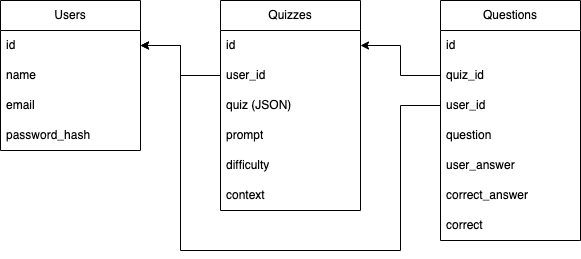 Users
id
name
email
password_hash
Quizzes
id
user_id
quiz (JSON)
prompt
difficulty
context
Questions
id
quiz_id
user_id
question
user_answer
correct_answer
correct